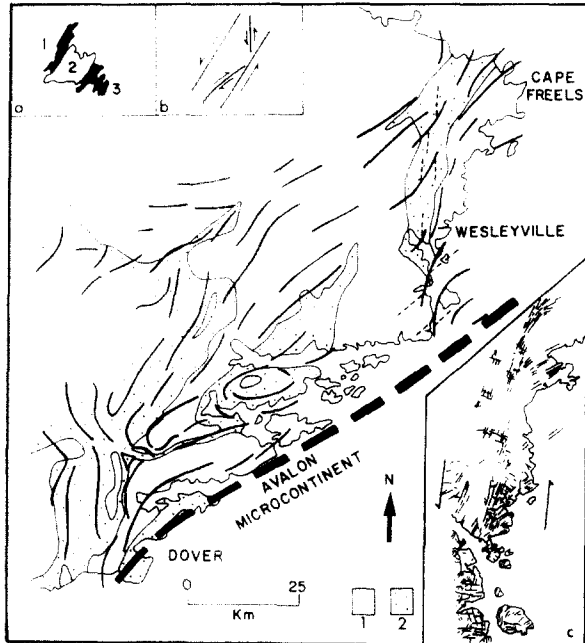 1
2
3
a
b
CAPE
FREELS
WESLEYVILLE
AVALON
MICROCONTINENT
N
DOVER
0 25
Km
1
2
c